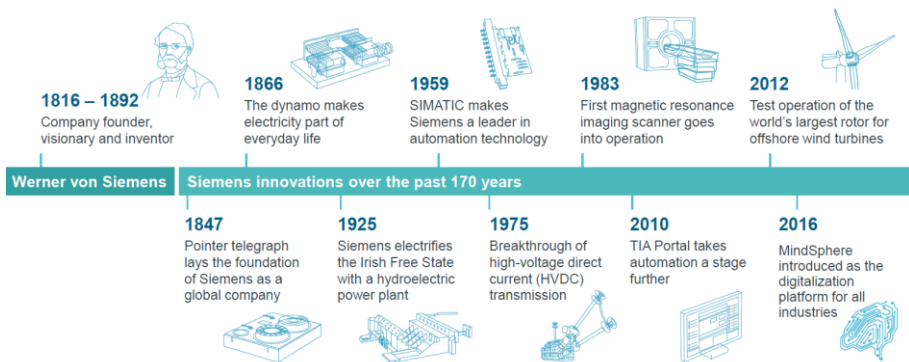 1816 – 1892
Company founder,
visionary and inventor
1866
The dynamo makes
electricity part of
everyday life
1959
SIMATIC makes
Siemens a leader in
automation technology
1983
First magnetic resonance
imaging scanner goes
into operation
2012
Test operation of the
world's largest rotor for
offshore wind turbines
Werner von Siemens
Siemens innovations over the past 170 years
1847
Pointer telegraph
lays the foundation
of Siemens as a
global company
1925
Siemens electrifies
the Irish Free State
with a hydroelectric
power plant
1975
Breakthrough of
high-voltage direct
current (HVDC)
transmission
2010
TIA Portal takes
automation a stage
further
2016
MindSphere
introduced as the
digitalization
platform for all
industries